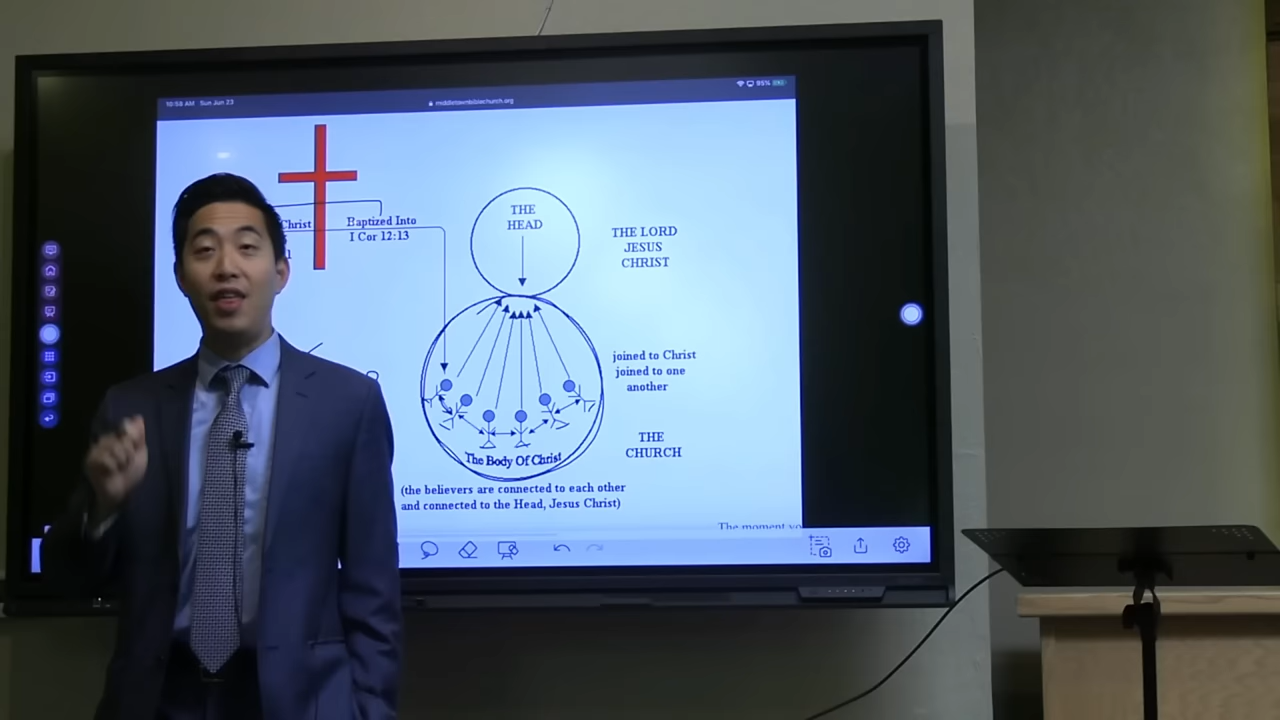 10:58 AM Sun Jun 23
middletownbiblechurch.org
95%
Christ
1
Baptized Into
I Cor 12:13
THE
HEAD
THE LORD
JESUS
CHRIST
joined to Christ
joined to one
another
THE
CHURCH
The Body Of Christ
(the believers are connected to each other
and connected to the Head, Jesus Christ)
The moment yo